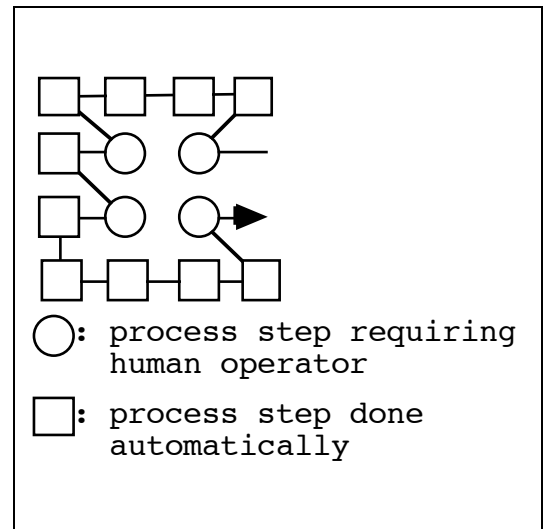 : process step requiring
human operator
: process step done
automatically